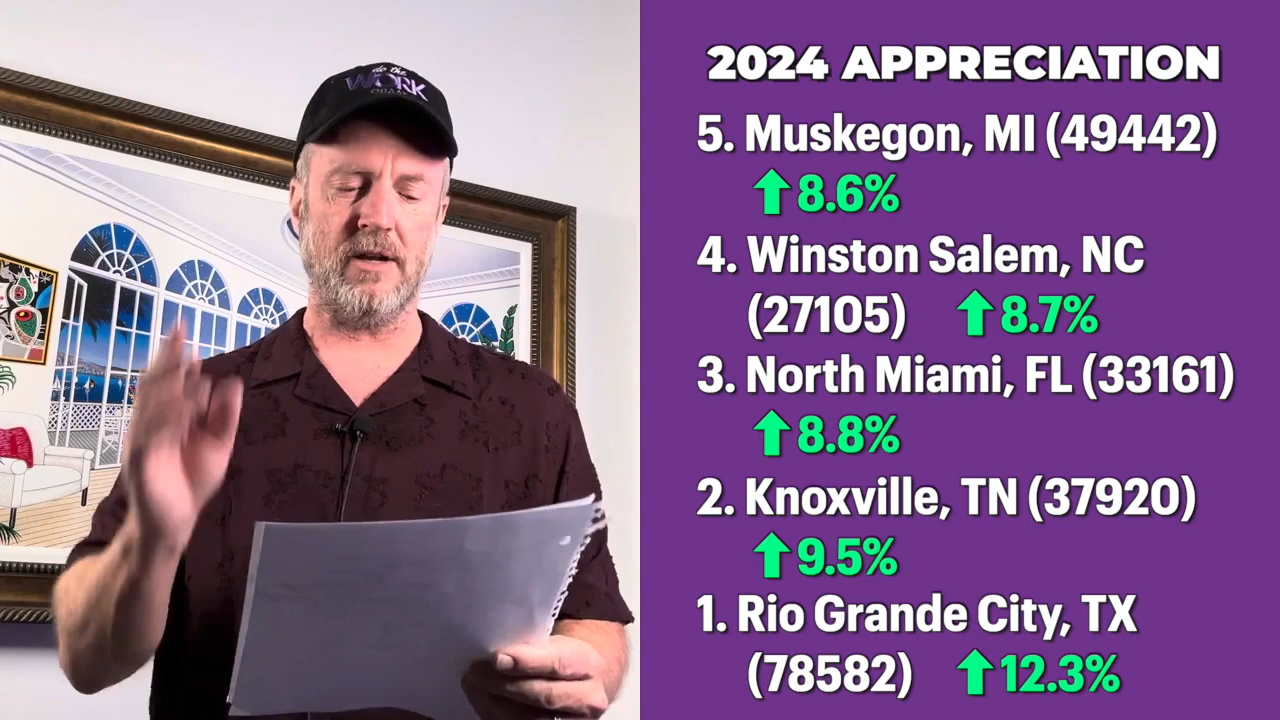 do the
WORK
2024 APPRECIATION
5. Muskegon, MI (49442)
8.6%
4. Winston Salem, NC
(27105) 8.7%
3. North Miami, FL (33161)
8.8%
2. Knoxville, TN (37920)
9.5%
1. Rio Grande City, TX
(78582) 12.3%